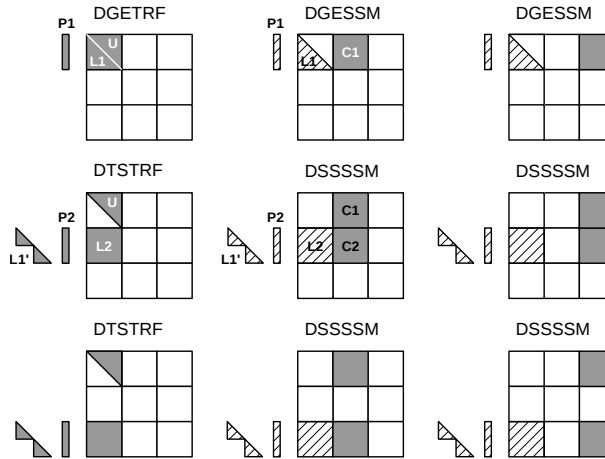 DGETRF DGESSM DGESSM
P1 P1
U
L1 L1 C1
DTSTRF DSSSSM DSSSSM
P2 U P2 C1
L2 L2 C2
L1' L1'
DTSTRF DSSSSM DSSSSM